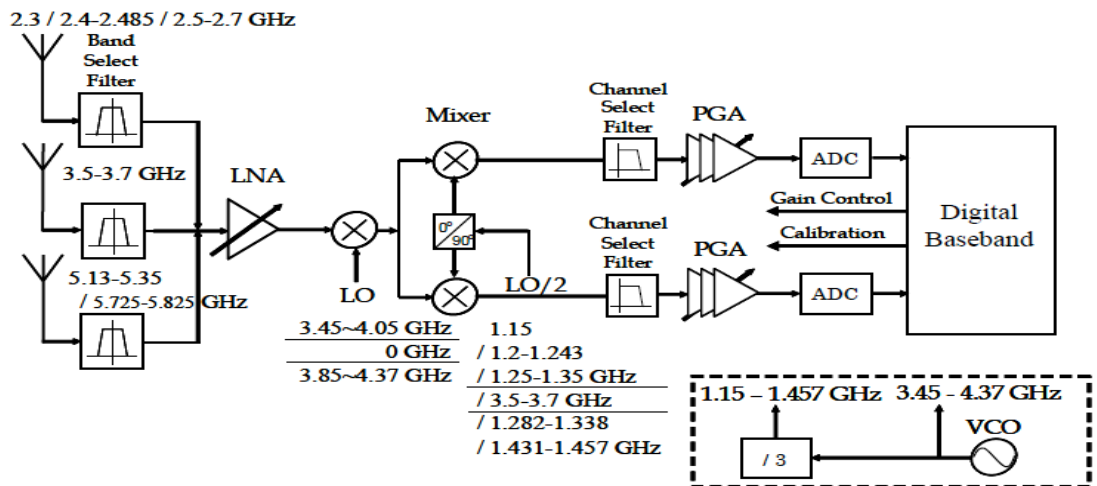 2.3 / 2.4-2.485 / 2.5-2.7 GHz
Band
Select
Filter
3.5-3.7 GHz
5.13-5.35
/ 5.725-5.825 GHz
LNA
LO
Mixer
0°
90°
LO/2
Channel
Select
Filter
PGA
ADC
Channel
Select
Filter
PGA
ADC
Gain Control
Calibration
Digital
Baseband
3.45~4.05 GHz
0 GHz
3.85~4.37 GHz
1.15
/ 1.2-1.243
/ 1.25-1.35 GHz
/ 3.5-3.7 GHz
/ 1.282-1.338
/ 1.431-1.457 GHz
1.15 – 1.457 GHz
3.45 - 4.37 GHz
VCO
/ 3